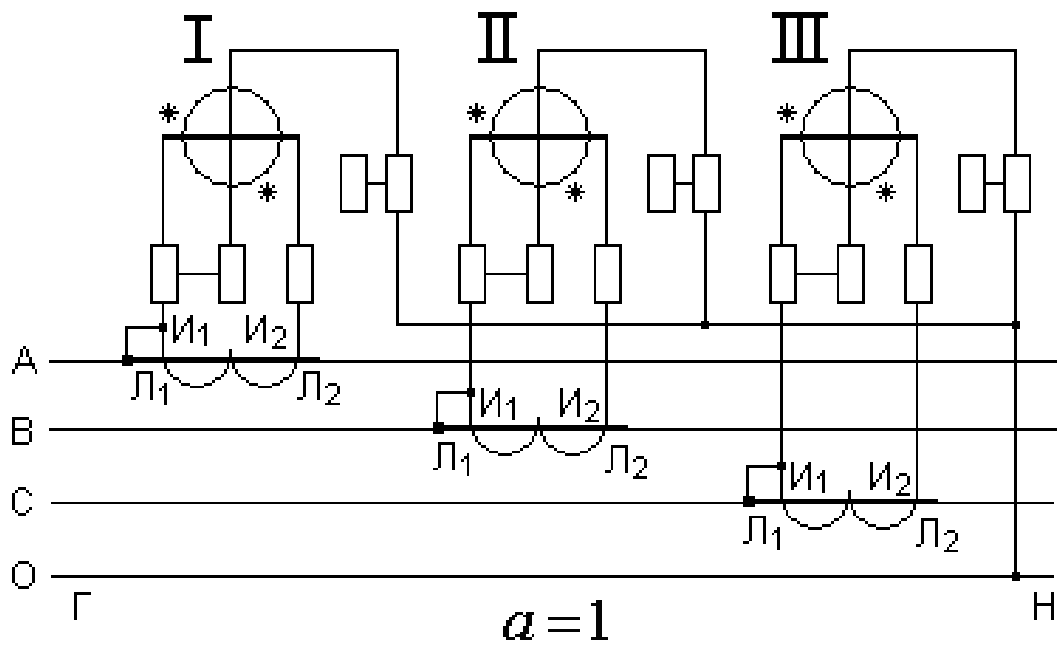 I II III
* * *
* * *
И1 И2
А
Л1 Л2
И1 И2
В
Л1 Л2
И1 И2
С
Л1 Л2
О
Г Н
a = 1